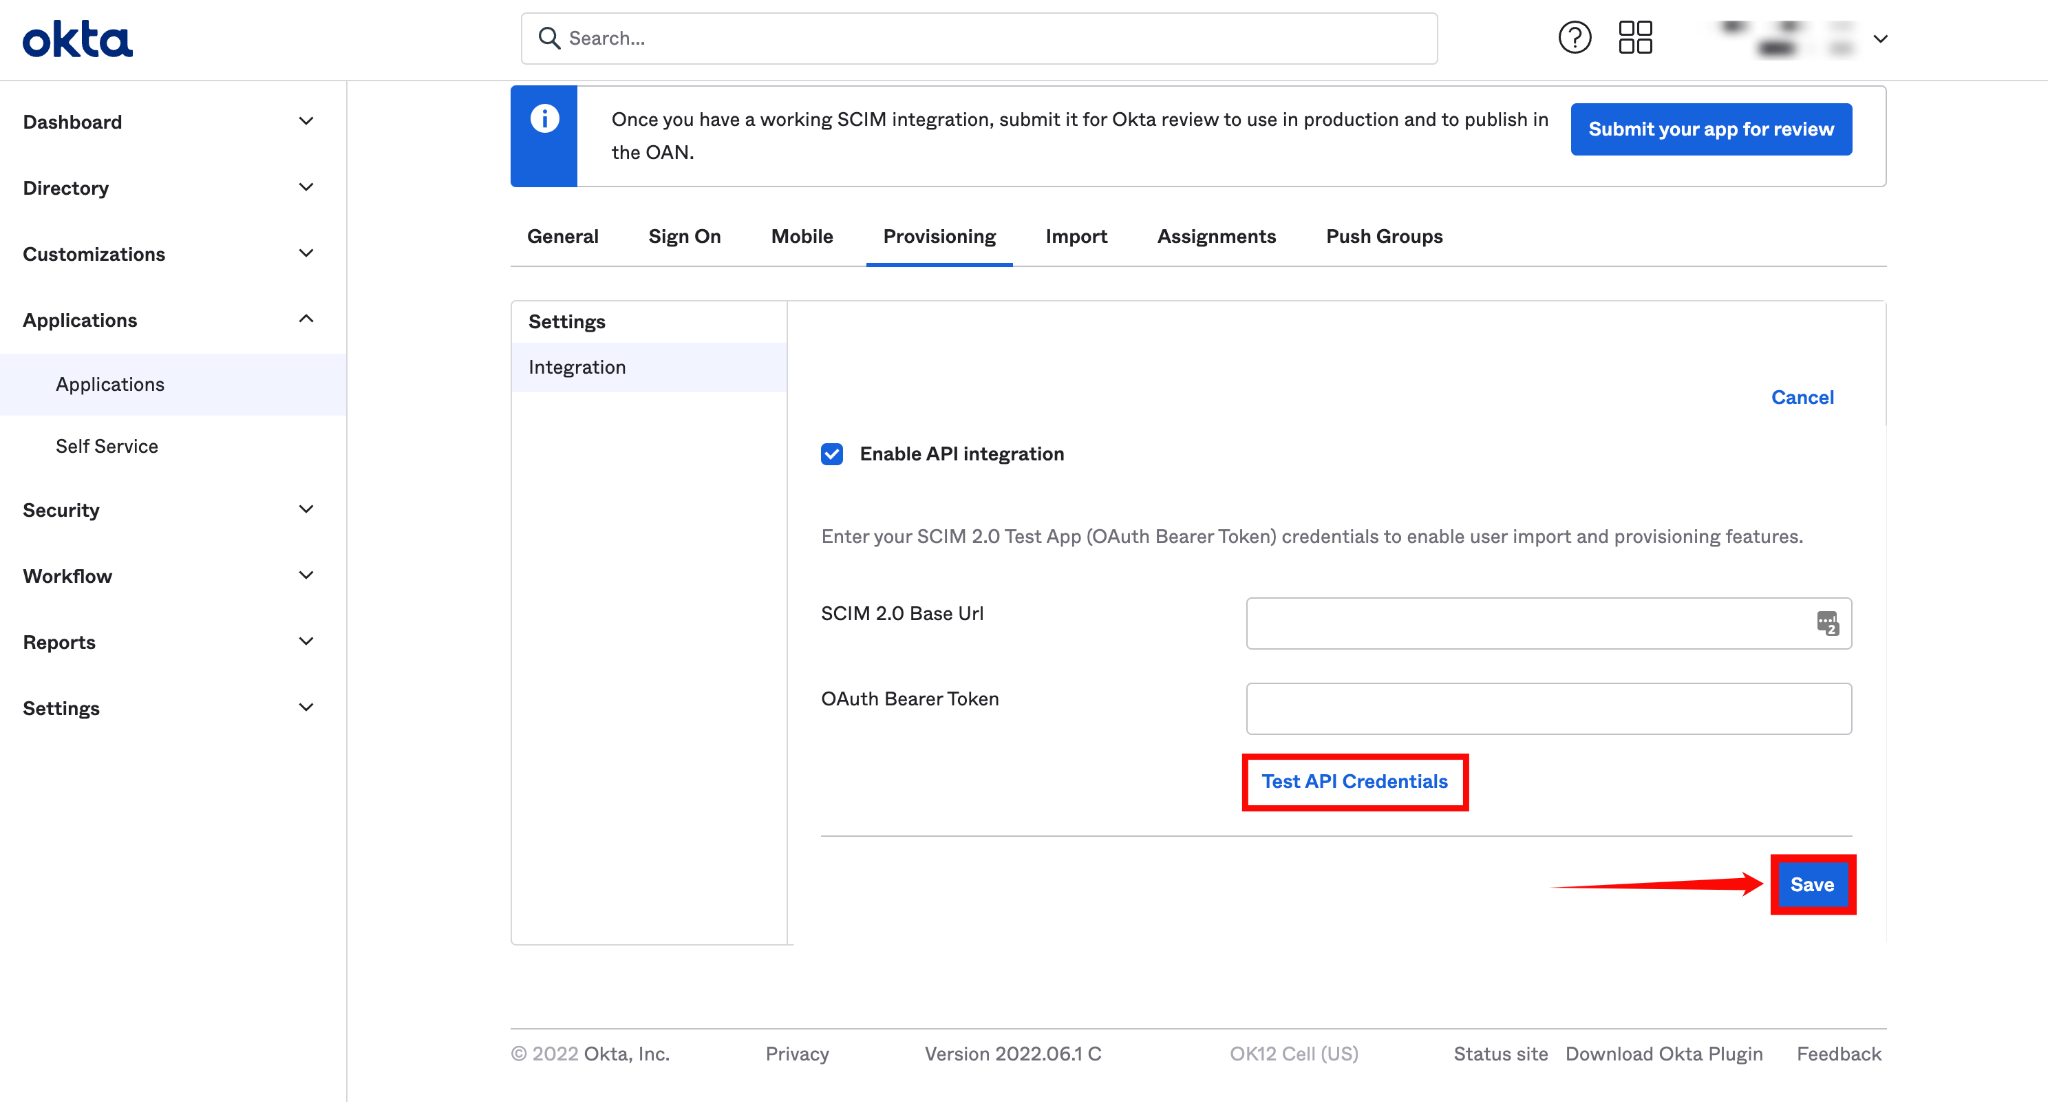 okta
Search...
Dashboard
Directory
Customizations
Applications
Applications
Self Service
Security
Workflow
Reports
Settings
Once you have a working SCIM integration, submit it for Okta review to use in production and to publish in
the OAN.
Submit your app for review
General Sign On Mobile Provisioning Import Assignments Push Groups
Settings
Integration
Cancel
Enable API integration
Enter your SCIM 2.0 Test App (OAuth Bearer Token) credentials to enable user import and provisioning features.
SCIM 2.0 Base Url
2
OAuth Bearer Token
Test API Credentials
Save
© 2022 Okta, Inc. Privacy Version 2022.06.1 C OK12 Cell (US) Status site Download Okta Plugin Feedback